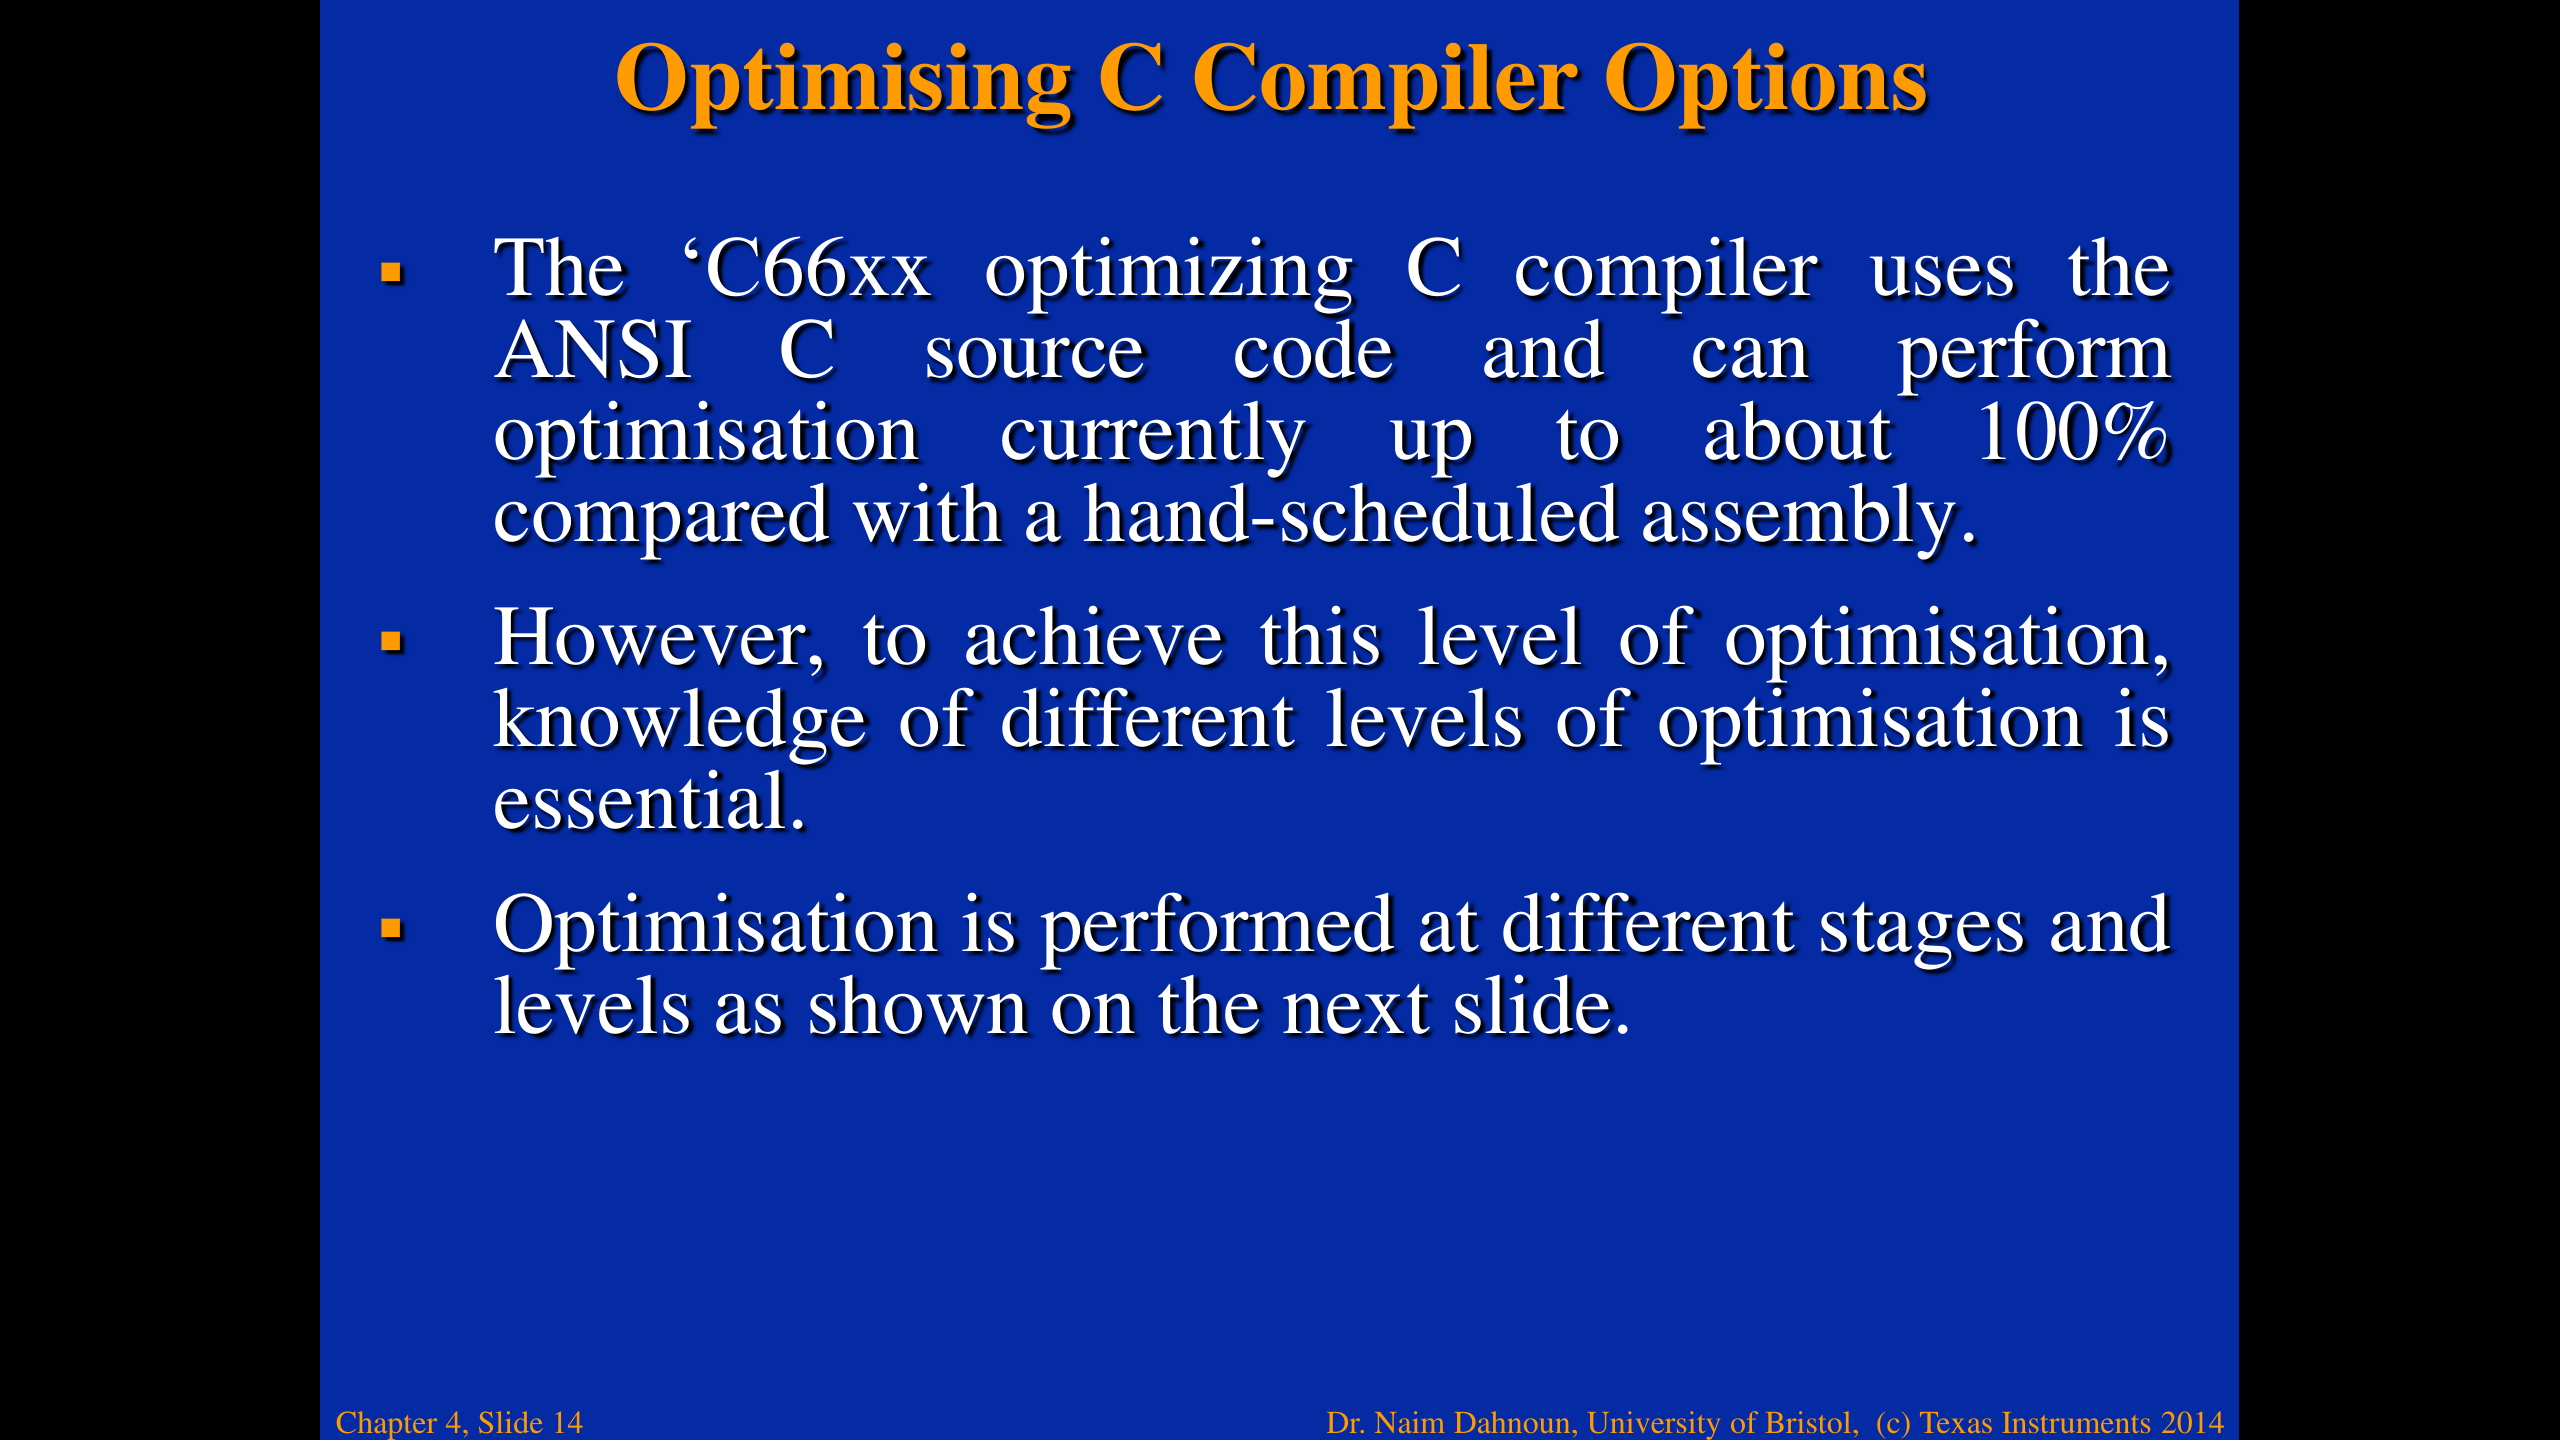 Optimising C Compiler Options
▪ The ‘C66xx optimizing C compiler uses the
ANSI C source code and can perform
optimisation currently up to about 100%
compared with a hand-scheduled assembly.
▪ However, to achieve this level of optimisation,
knowledge of different levels of optimisation is
essential.
▪ Optimisation is performed at different stages and
levels as shown on the next slide.
Chapter 4, Slide 14
Dr. Naim Dahnoun, University of Bristol, (c) Texas Instruments 2014